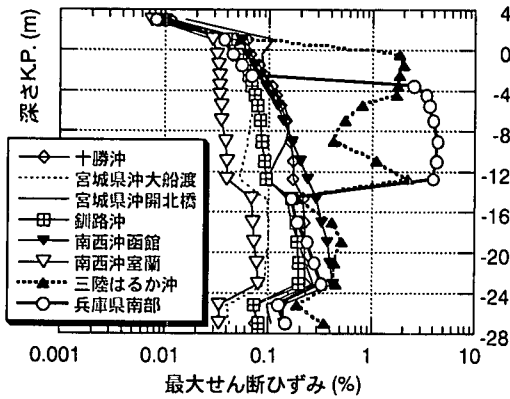 深さK.P. (m)
4
0
-4
-8
-12
-16
-20
-24
-28
十勝沖
宮城県沖大船渡
宮城県沖開北橋
釧路沖
南西沖函館
南西沖室蘭
三陸はるか沖
兵庫県南部
0.001 0.01 0.1 1 10
最大せん断ひずみ (%)